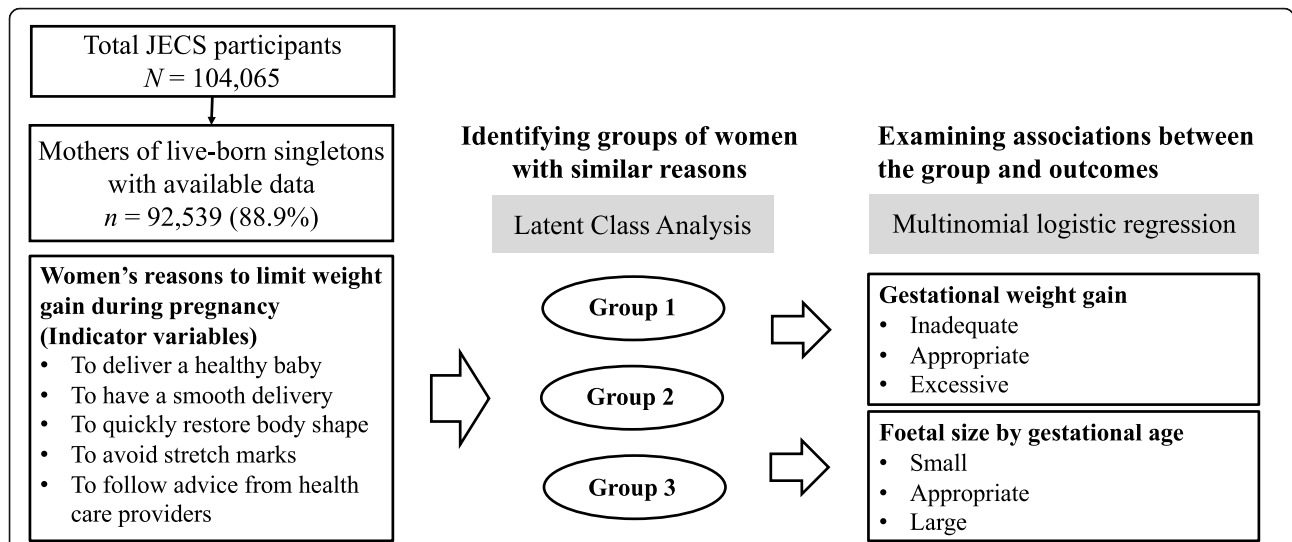 Total JECS participants
N = 104,065
Mothers of live-born singletons
with available data
n = 92,539 (88.9%)
Women's reasons to limit weight
gain during pregnancy
(Indicator variables)
• To deliver a healthy baby
• To have a smooth delivery
• To quickly restore body shape
• To avoid stretch marks
• To follow advice from health
care providers
Identifying groups of women
with similar reasons
Latent Class Analysis
Group 1
Group 2
Group 3
Examining associations between
the group and outcomes
Multinomial logistic regression
Gestational weight gain
• Inadequate
• Appropriate
• Excessive
Foetal size by gestational age
• Small
• Appropriate
• Large